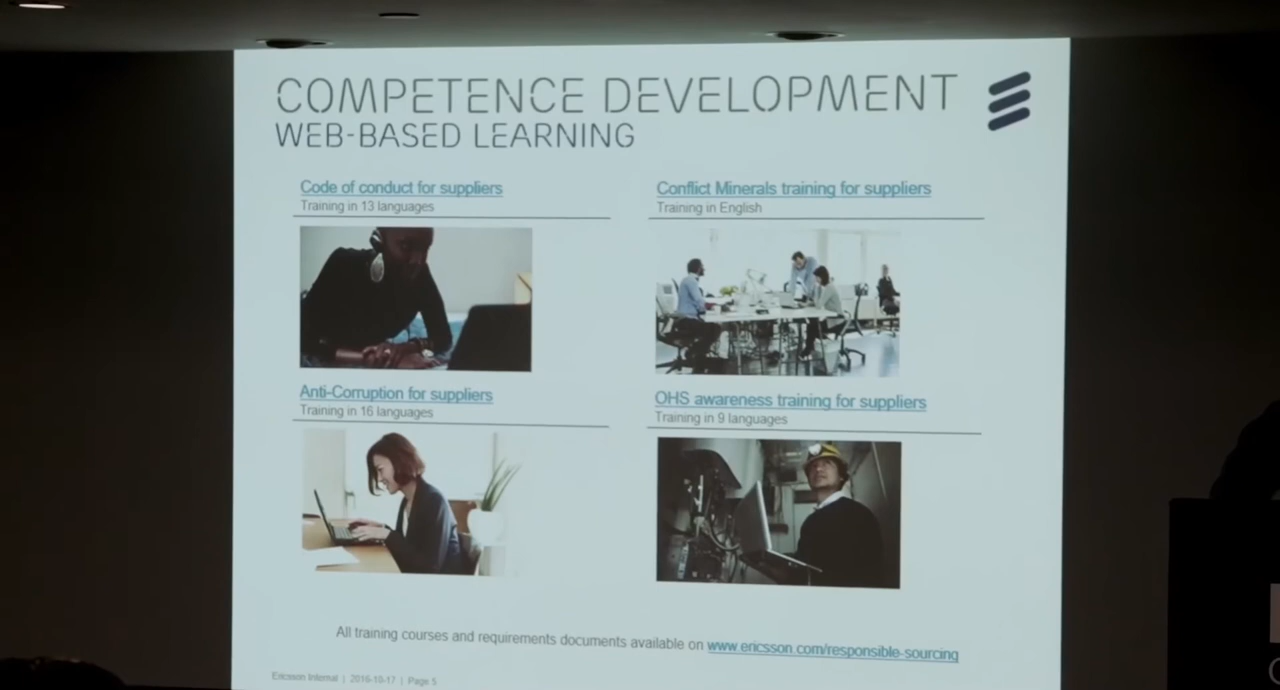 COMPETENCE DEVELOPMENT
WEB-BASED LEARNING
Code of conduct for suppliers
Training in 13 languages
Conflict Minerals training for suppliers
Training in English
Anti-Corruption for suppliers
Training in 16 languages
OHS awareness training for suppliers
Training in 9 languages
All training courses and requirements documents available on www.ericsson.com/responsible-sourcing
Ericsson Internal | 2016-10-17 | Page 5